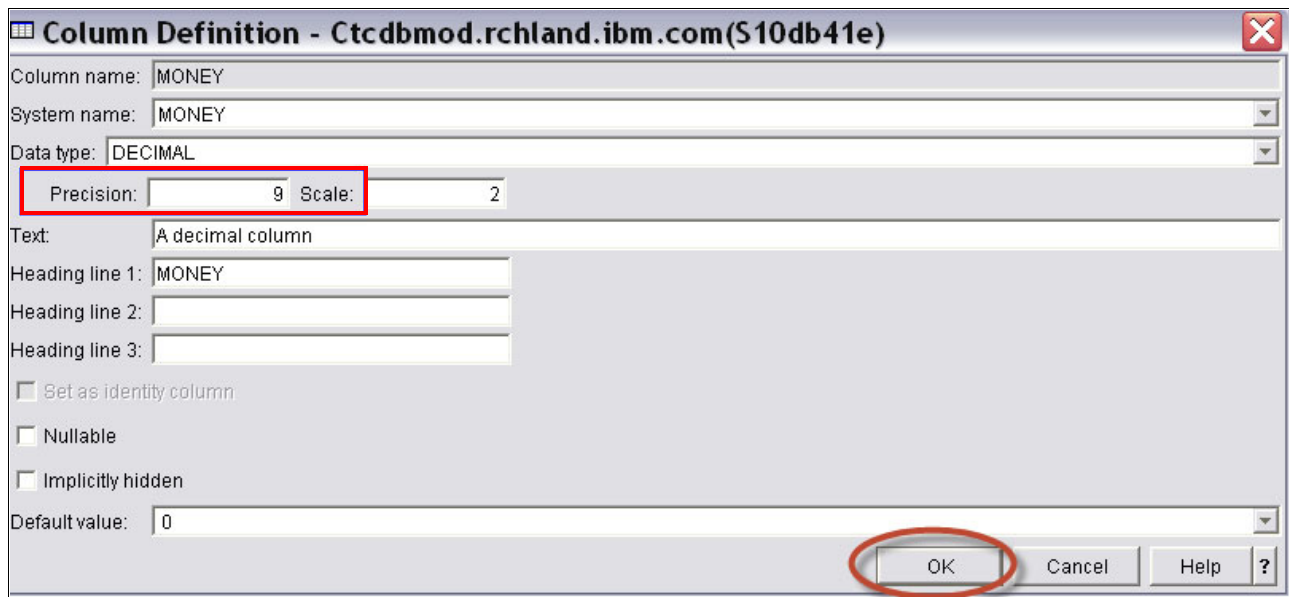 Column Definition - Ctcdbmod.rchland.ibm.com(S10db41e)
Column name: MONEY
System name: MONEY
Data type: DECIMAL
Precision: 9 Scale: 2
Text: A decimal column
Heading line 1: MONEY
Heading line 2:
Heading line 3:
Set as identity column
Nullable
Implicitly hidden
Default value: 0
OK Cancel Help ?